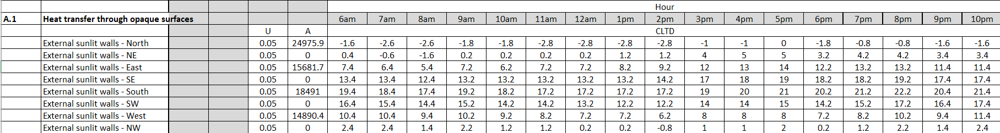 Hour
A.1 Heat transfer through opaque surfaces 6am 7am 8am 9am 10am 11am 12am 1pm 2pm 3pm 4pm 5pm 6pm 7pm 8pm 9pm 10pm
U A CLTD
External sunlit walls - North 0.05 24975.9 -1.6 -2.6 -2.6 -1.8 -1.8 -2.8 -2.8 -2.8 -2.8 -1 -1 0 -1.8 -0.8 -0.8 -1.6 -1.6
External sunlit walls - NE 0.05 0 0.4 -0.6 -1.6 0.2 0.2 0.2 0.2 1.2 1.2 4 5 5 3.2 4.2 4.2 3.4 3.4
External sunlit walls - East 0.05 15681.7 7.4 6.4 5.4 7.2 6.2 7.2 7.2 8.2 9.2 12 13 14 12.2 13.2 13.2 11.4 11.4
External sunlit walls - SE 0.05 0 13.4 13.4 12.4 13.2 13.2 13.2 13.2 13.2 14.2 17 18 19 18.2 18.2 19.2 17.4 17.4
External sunlit walls - South 0.05 18491 19.4 18.4 17.4 19.2 18.2 17.2 17.2 17.2 17.2 19 20 21 20.2 21.2 22.2 20.4 21.4
External sunlit walls - SW 0.05 0 16.4 15.4 14.4 15.2 14.2 14.2 13.2 12.2 12.2 14 14 15 14.2 15.2 17.2 16.4 17.4
External sunlit walls - West 0.05 14890.4 10.4 10.4 9.4 10.2 9.2 8.2 7.2 7.2 6.2 8 8 8 7.2 8.2 10.2 9.4 11.4
External sunlit walls - NW 0.05 0 2.4 2.4 1.4 2.2 1.2 1.2 0.2 0.2 -0.8 1 1 2 0.2 1.2 2.2 1.4 2.4